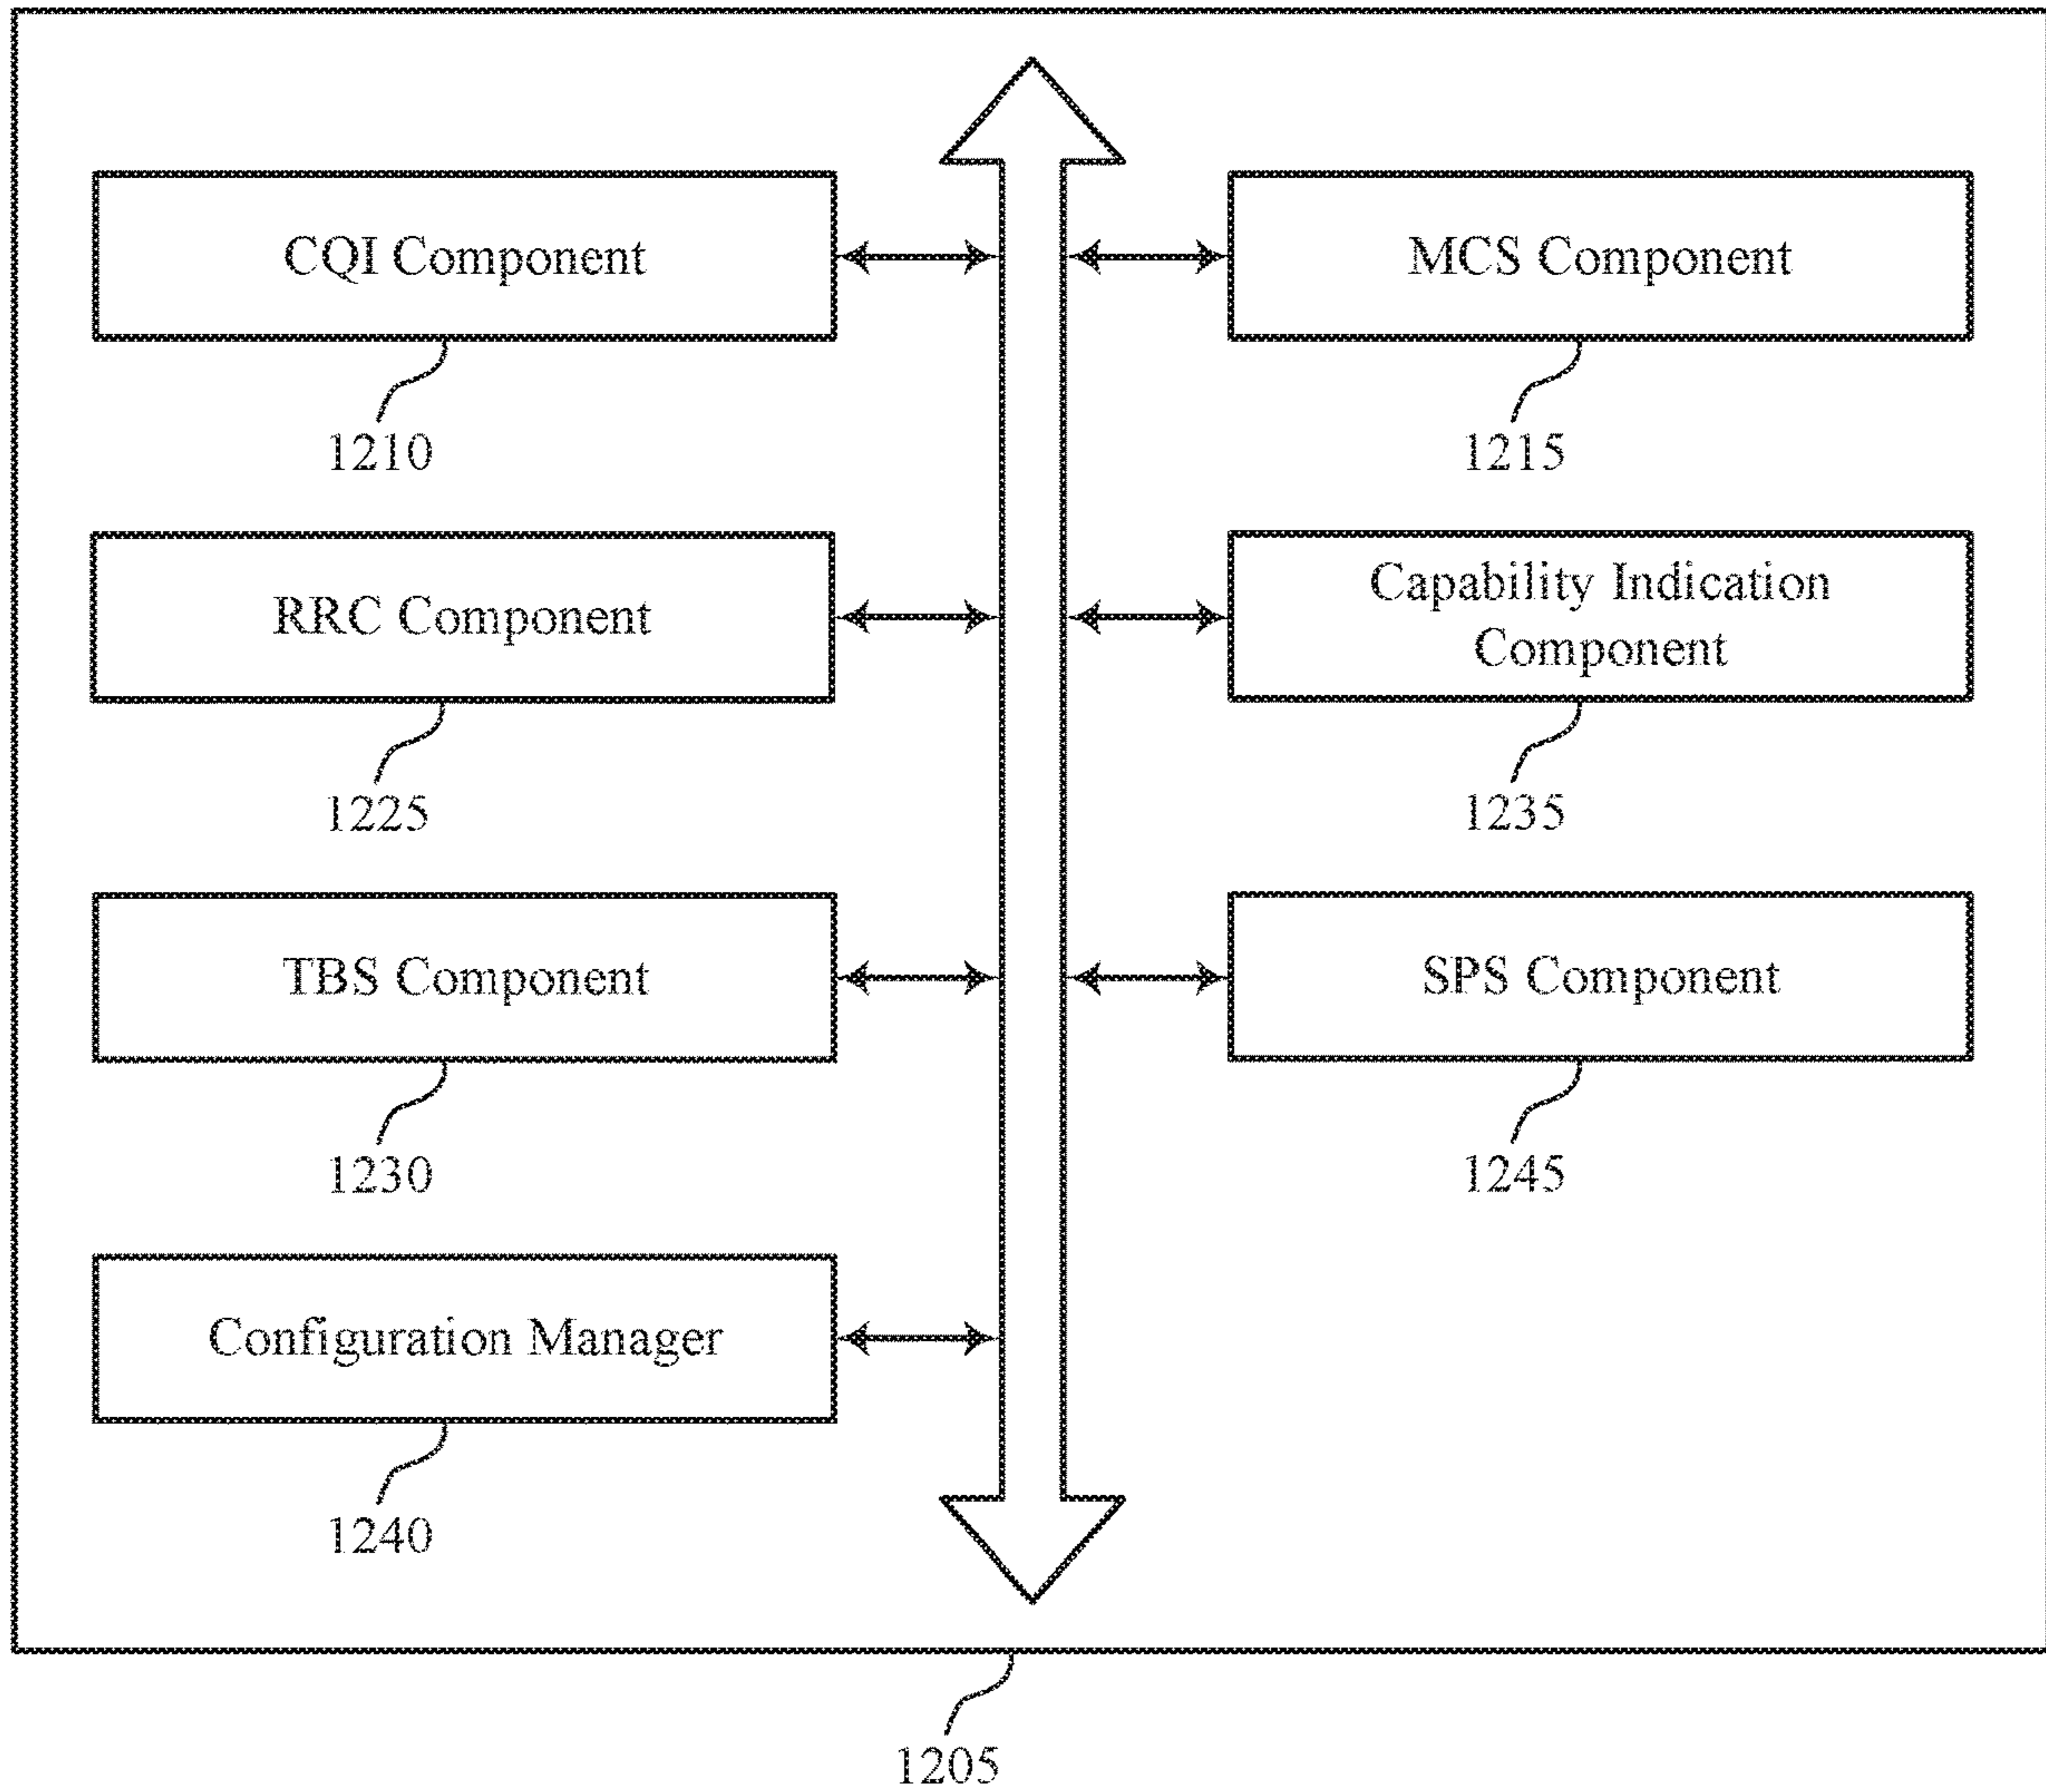 CQI Component
MCS Component
1210
1215
RRC Component
Capability Indication
Component
1225
1235
TBS Component
SPS Component
1230
1245
Configuration Manager
1240
1205